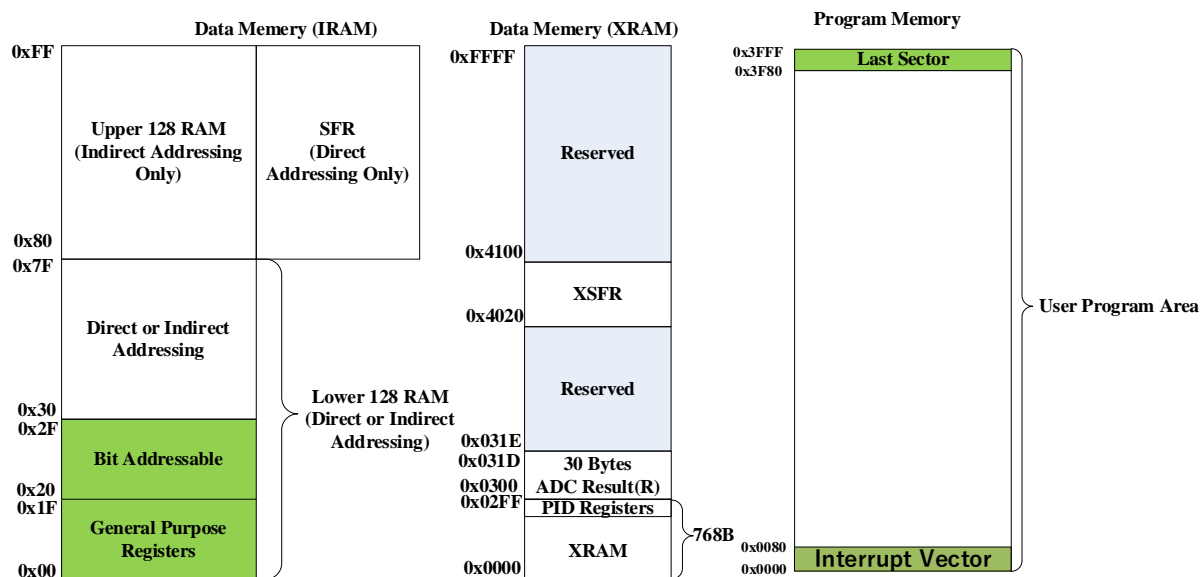 Data Memery (IRAM)
0xFF
Upper 128 RAM
(Indirect Addressing
Only)
SFR
(Direct
Addressing Only)
0x80
0x7F
Direct or Indirect
Addressing
0x30
0x2F
Bit Addressable
0x20
0x1F
General Purpose
Registers
0x00
Lower 128 RAM
(Direct or Indirect
Addressing)
Data Memery (XRAM)
0xFFFF
Reserved
0x4100
XSFR
0x4020
Reserved
0x031E
0x031D
30 Bytes
0x0300
ADC Result(R)
0x02FF
PID Registers
768B
XRAM
0x0000
Program Memory
0x3FFF
Last Sector
0x3F80
User Program Area
0x0080
Interrupt Vector
0x0000